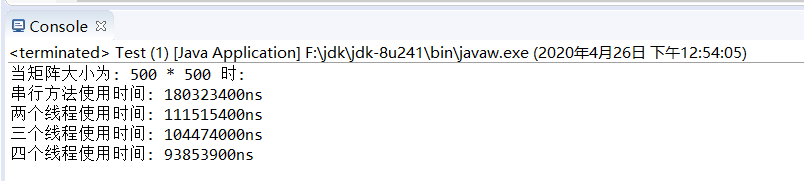 Console
<terminated> Test (1) [Java Application] F:\jdk\jdk-8u241\bin\javaw.exe (2020年4月26日 下午12:54:05)
当矩阵大小为: 500 * 500 时:
串行方法使用时间: 180323400ns
两个线程使用时间: 111515400ns
三个线程使用时间: 104474000ns
四个线程使用时间: 93853900ns